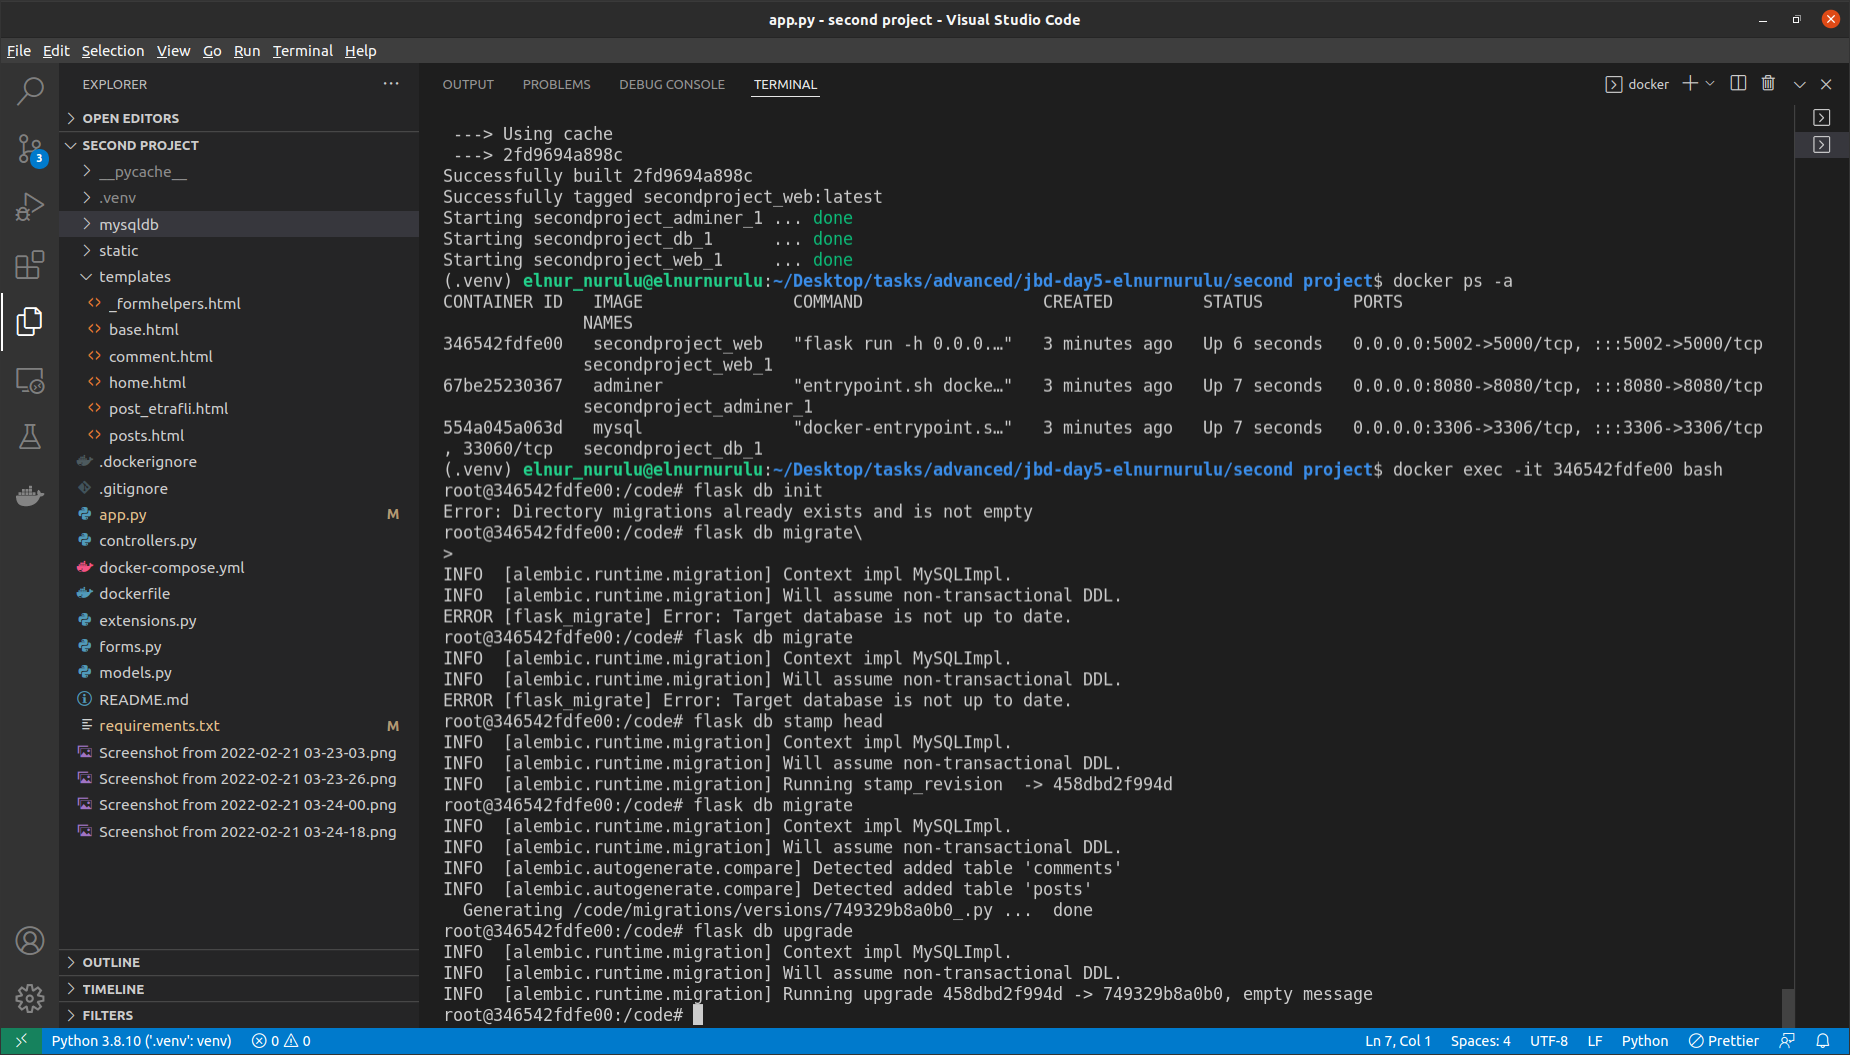 app.py - second project - Visual Studio Code
File Edit Selection View Go Run Terminal Help
EXPLORER
OPEN EDITORS
SECOND PROJECT
__pycache__
.venv
mysqldb
static
templates
_formhelpers.html
base.html
comment.html
home.html
post_etrafli.html
posts.html
.dockerignore
.gitignore
app.py M
controllers.py
docker-compose.yml
dockerfile
extensions.py
forms.py
models.py
README.md
requirements.txt M
Screenshot from 2022-02-21 03-23-03.png
Screenshot from 2022-02-21 03-23-26.png
Screenshot from 2022-02-21 03-24-00.png
Screenshot from 2022-02-21 03-24-18.png
OUTLINE
TIMELINE
FILTERS
3
OUTPUT PROBLEMS DEBUG CONSOLE TERMINAL
docker
---> Using cache
---> 2fd9694a898c
Successfully built 2fd9694a898c
Successfully tagged secondproject_web:latest
Starting secondproject_adminer_1 ... done
Starting secondproject_db_1 ... done
Starting secondproject_web_1 ... done
(.venv) elnur_nurulu@elnurnurulu:~/Desktop/tasks/advanced/jbd-day5-elnurnurulu/second project$ docker ps -a
CONTAINER ID IMAGE COMMAND CREATED STATUS PORTS
NAMES
346542fdfe00 secondproject_web "flask run -h 0.0.0.…" 3 minutes ago Up 6 seconds 0.0.0.0:5002->5000/tcp, :::5002->5000/tcp
secondproject_web_1
67be25230367 adminer "entrypoint.sh docke…" 3 minutes ago Up 7 seconds 0.0.0.0:8080->8080/tcp, :::8080->8080/tcp
secondproject_adminer_1
554a045a063d mysql "docker-entrypoint.s…" 3 minutes ago Up 7 seconds 0.0.0.0:3306->3306/tcp, :::3306->3306/tcp
, 33060/tcp secondproject_db_1
(.venv) elnur_nurulu@elnurnurulu:~/Desktop/tasks/advanced/jbd-day5-elnurnurulu/second project$ docker exec -it 346542fdfe00 bash
root@346542fdfe00:/code# flask db init
Error: Directory migrations already exists and is not empty
root@346542fdfe00:/code# flask db migrate\
>
INFO [alembic.runtime.migration] Context impl MySQLImpl.
INFO [alembic.runtime.migration] Will assume non-transactional DDL.
ERROR [flask_migrate] Error: Target database is not up to date.
root@346542fdfe00:/code# flask db migrate
INFO [alembic.runtime.migration] Context impl MySQLImpl.
INFO [alembic.runtime.migration] Will assume non-transactional DDL.
ERROR [flask_migrate] Error: Target database is not up to date.
root@346542fdfe00:/code# flask db stamp head
INFO [alembic.runtime.migration] Context impl MySQLImpl.
INFO [alembic.runtime.migration] Will assume non-transactional DDL.
INFO [alembic.runtime.migration] Running stamp_revision -> 458dbd2f994d
root@346542fdfe00:/code# flask db migrate
INFO [alembic.runtime.migration] Context impl MySQLImpl.
INFO [alembic.runtime.migration] Will assume non-transactional DDL.
INFO [alembic.autogenerate.compare] Detected added table 'comments'
INFO [alembic.autogenerate.compare] Detected added table 'posts'
Generating /code/migrations/versions/749329b8a0b0_.py ... done
root@346542fdfe00:/code# flask db upgrade
INFO [alembic.runtime.migration] Context impl MySQLImpl.
INFO [alembic.runtime.migration] Will assume non-transactional DDL.
INFO [alembic.runtime.migration] Running upgrade 458dbd2f994d -> 749329b8a0b0, empty message
root@346542fdfe00:/code#
Python 3.8.10 ('.venv': venv) 0 0 Ln 7, Col 1 Spaces: 4 UTF-8 LF Python Prettier